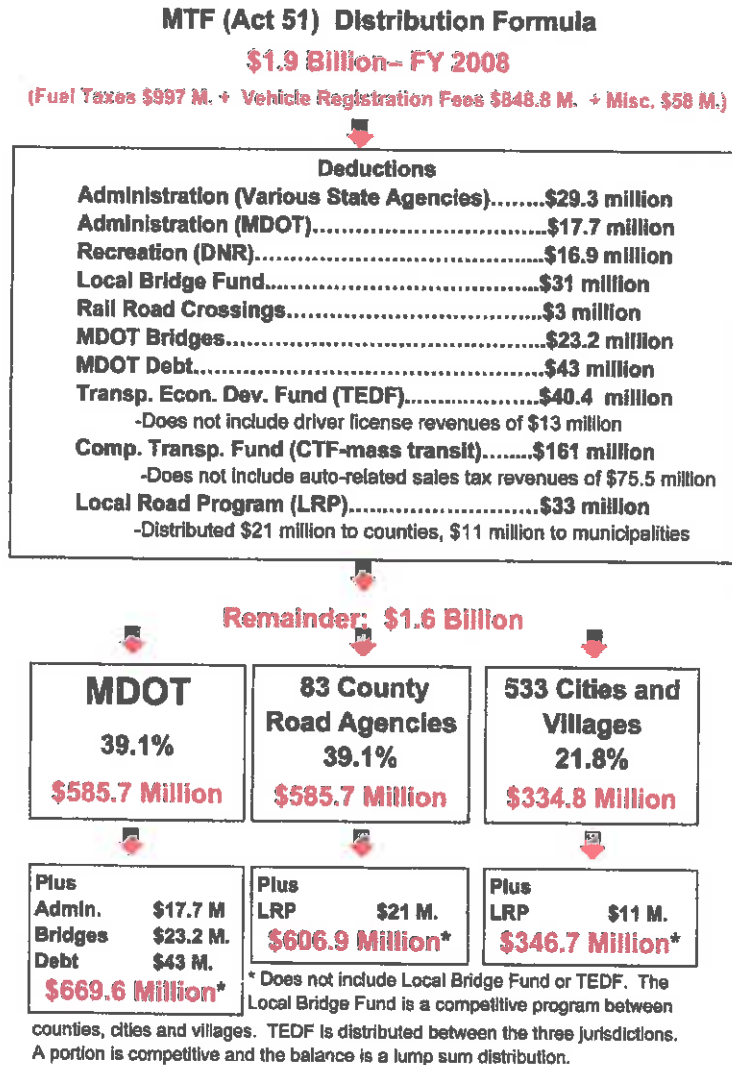 MTF (Act 51) Distribution Formula
$1.9 Billion– FY 2008
(Fuel Taxes $997 M. + Vehicle Registration Fees $848.8 M. + Misc. $58 M.)
Deductions
Administration (Various State Agencies)........$29.3 million
Administration (MDOT)..................................$17.7 million
Recreation (DNR)..........................................$16.9 million
Local Bridge Fund........................................$31 million
Rail Road Crossings.....................................$3 million
MDOT Bridges..............................................$23.2 million
MDOT Debt..................................................$43 million
Transp. Econ. Dev. Fund (TEDF)....................$40.4 million
-Does not include driver license revenues of $13 million
Comp. Transp. Fund (CTF-mass transit)........$161 million
-Does not include auto-related sales tax revenues of $75.5 million
Local Road Program (LRP)............................$33 million
-Distributed $21 million to counties, $11 million to municipalities
Remainder: $1.6 Billion
MDOT
39.1%
$585.7 Million
83 County
Road Agencies
39.1%
$585.7 Million
533 Cities and
Villages
21.8%
$334.8 Million
Plus
Admin. $17.7 M
Bridges $23.2 M.
Debt $43 M.
$669.6 Million*
Plus
LRP $21 M.
$606.9 Million*
Plus
LRP $11 M.
$346.7 Million*
* Does not include Local Bridge Fund or TEDF. The
Local Bridge Fund is a competitive program between
counties, cities and villages. TEDF is distributed between the three jurisdictions.
A portion is competitive and the balance is a lump sum distribution.